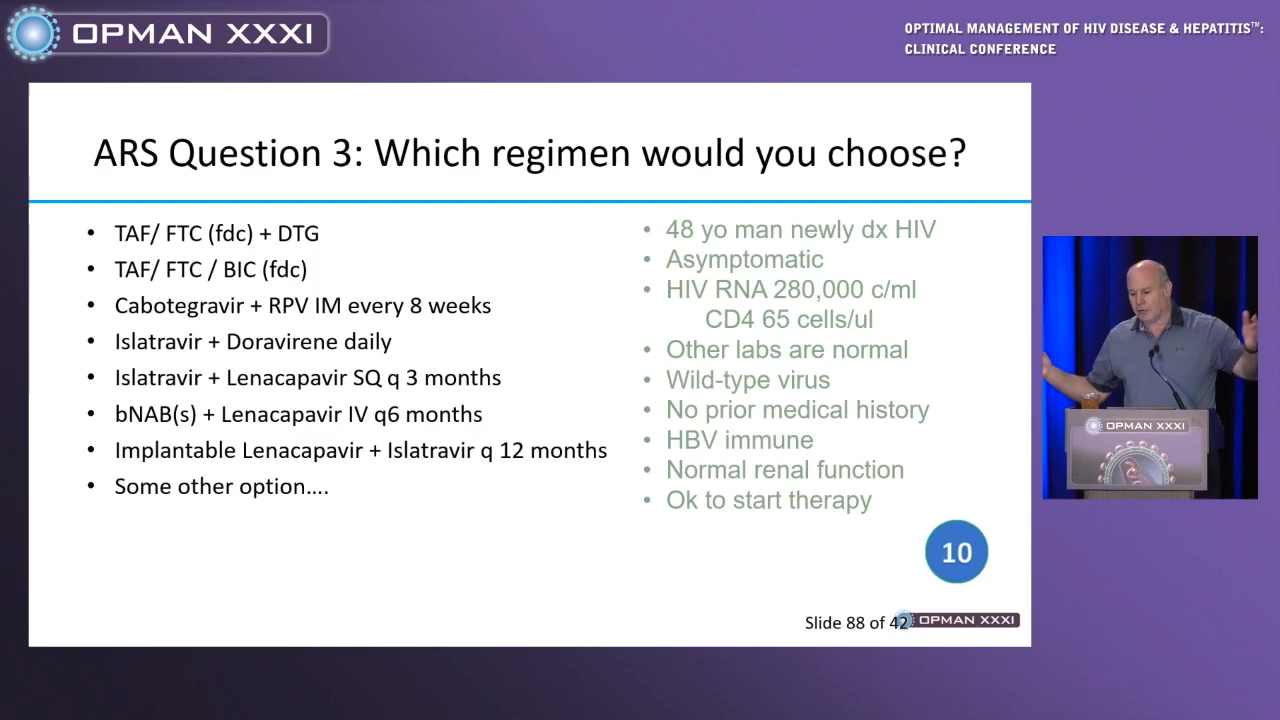 OPMAN XXXI
OPTIMAL MANAGEMENT OF HIV DISEASE & HEPATITIS™:
CLINICAL CONFERENCE
ARS Question 3: Which regimen would you choose?
• TAF/ FTC (fdc) + DTG
• TAF/ FTC / BIC (fdc)
• Cabotegravir + RPV IM every 8 weeks
• Islatravir + Doravirene daily
• Islatravir + Lenacapavir SQ q 3 months
• bNAB(s) + Lenacapavir IV q6 months
• Implantable Lenacapavir + Islatravir q 12 months
• Some other option....
• 48 yo man newly dx HIV
• Asymptomatic
• HIV RNA 280,000 c/ml
CD4 65 cells/ul
• Other labs are normal
• Wild-type virus
• No prior medical history
• HBV immune
• Normal renal function
• Ok to start therapy
10
Slide 88 of 42
OPMAN XXXI
OPMAN XXXI